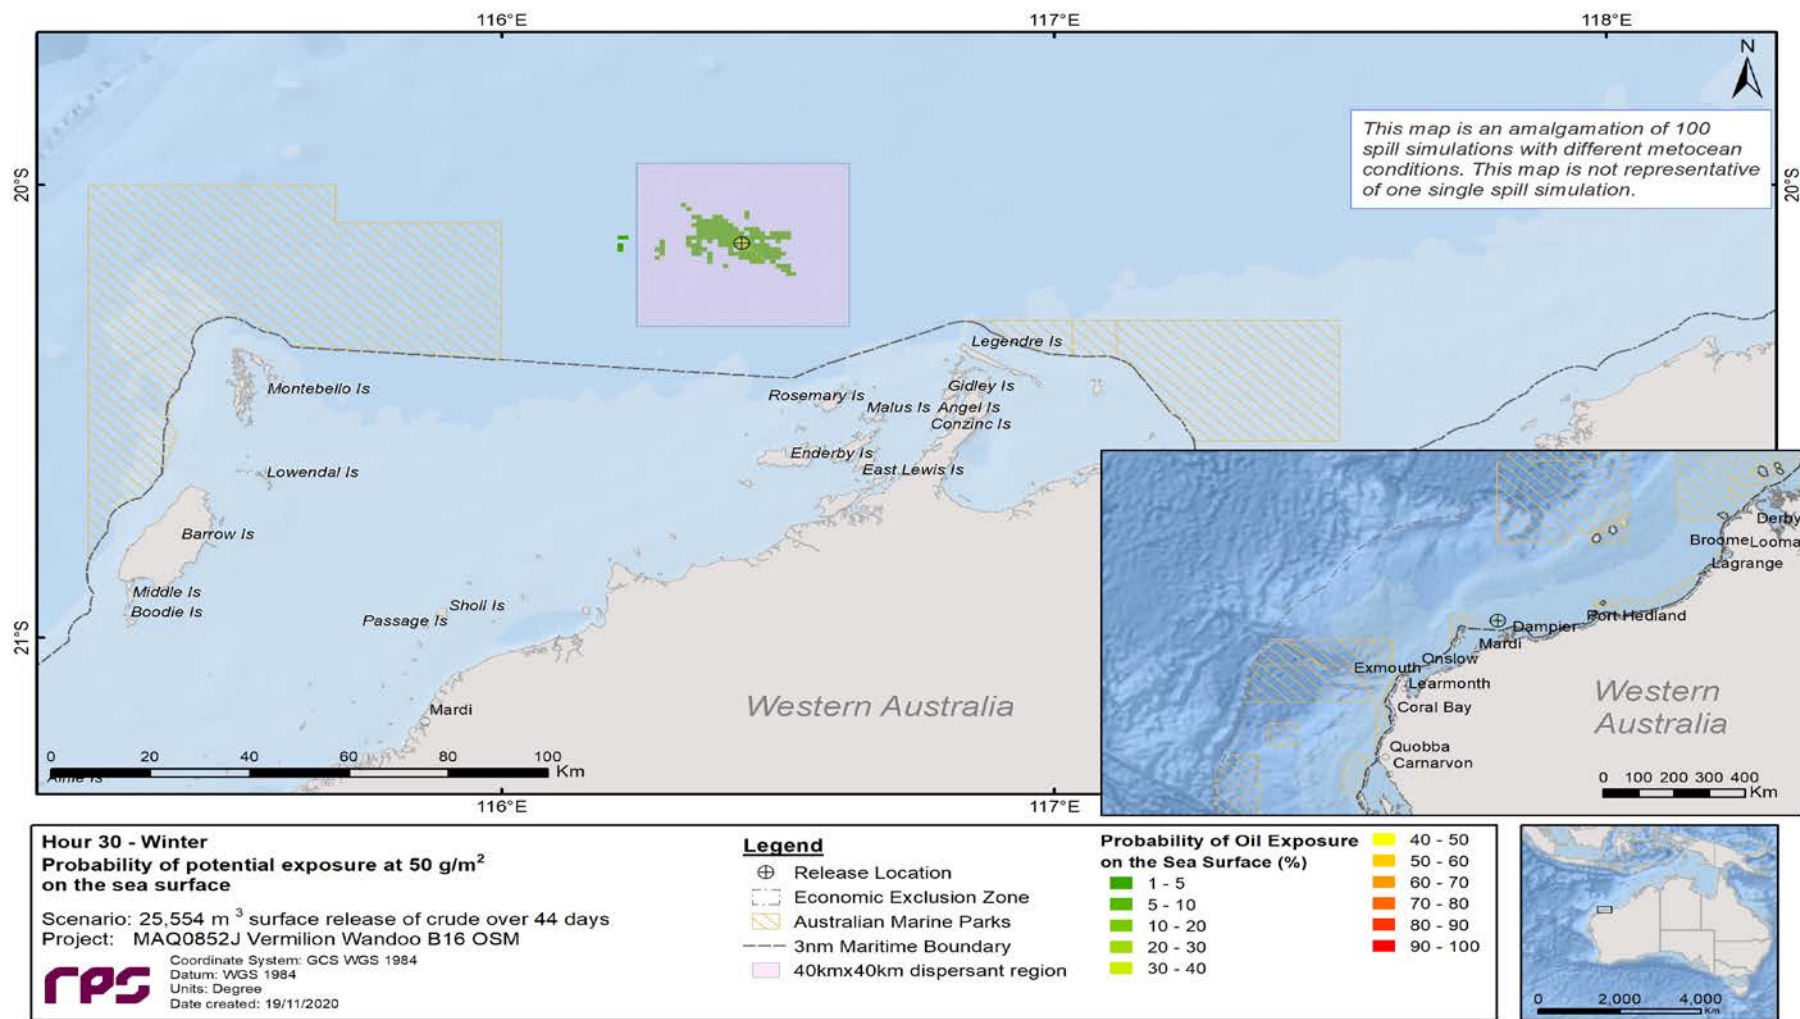 116°E
117°E
118°E
N
20°S
20°S
This map is an amalgamation of 100
spill simulations with different metocean
conditions. This map is not representative
of one single spill simulation.
Legendre Is
Montebello Is
Rosemary Is
Gidley Is
Malus Is
Angel Is
Conzinc Is
Enderby Is
East Lewis Is
Lowendal Is
Barrow Is
Middle Is
Boodie Is
Sholl Is
Passage Is
21°S
Mardi
Western Australia
0 20 40 60 80 100
Km
116°E
117°E
Derby
Broome
Looma
Lagrange
Port Hedland
Dampier
Mardi
Onslow
Exmouth
Learmonth
Coral Bay
Western
Australia
Quobba
Carnarvon
0 100 200 300 400
Km
Hour 30 - Winter
Probability of potential exposure at 50 g/m²
on the sea surface
Scenario: 25,554 m ³ surface release of crude over 44 days
Project: MAQ0852J Vermilion Wandoo B16 OSM
rps
Coordinate System: GCS WGS 1984
Datum: WGS 1984
Units: Degree
Date created: 19/11/2020
Legend
Release Location
Economic Exclusion Zone
Australian Marine Parks
3nm Maritime Boundary
40kmx40km dispersant region
Probability of Oil Exposure
on the Sea Surface (%)
1 - 5
5 - 10
10 - 20
20 - 30
30 - 40
40 - 50
50 - 60
60 - 70
70 - 80
80 - 90
90 - 100
0 2,000 4,000
Km